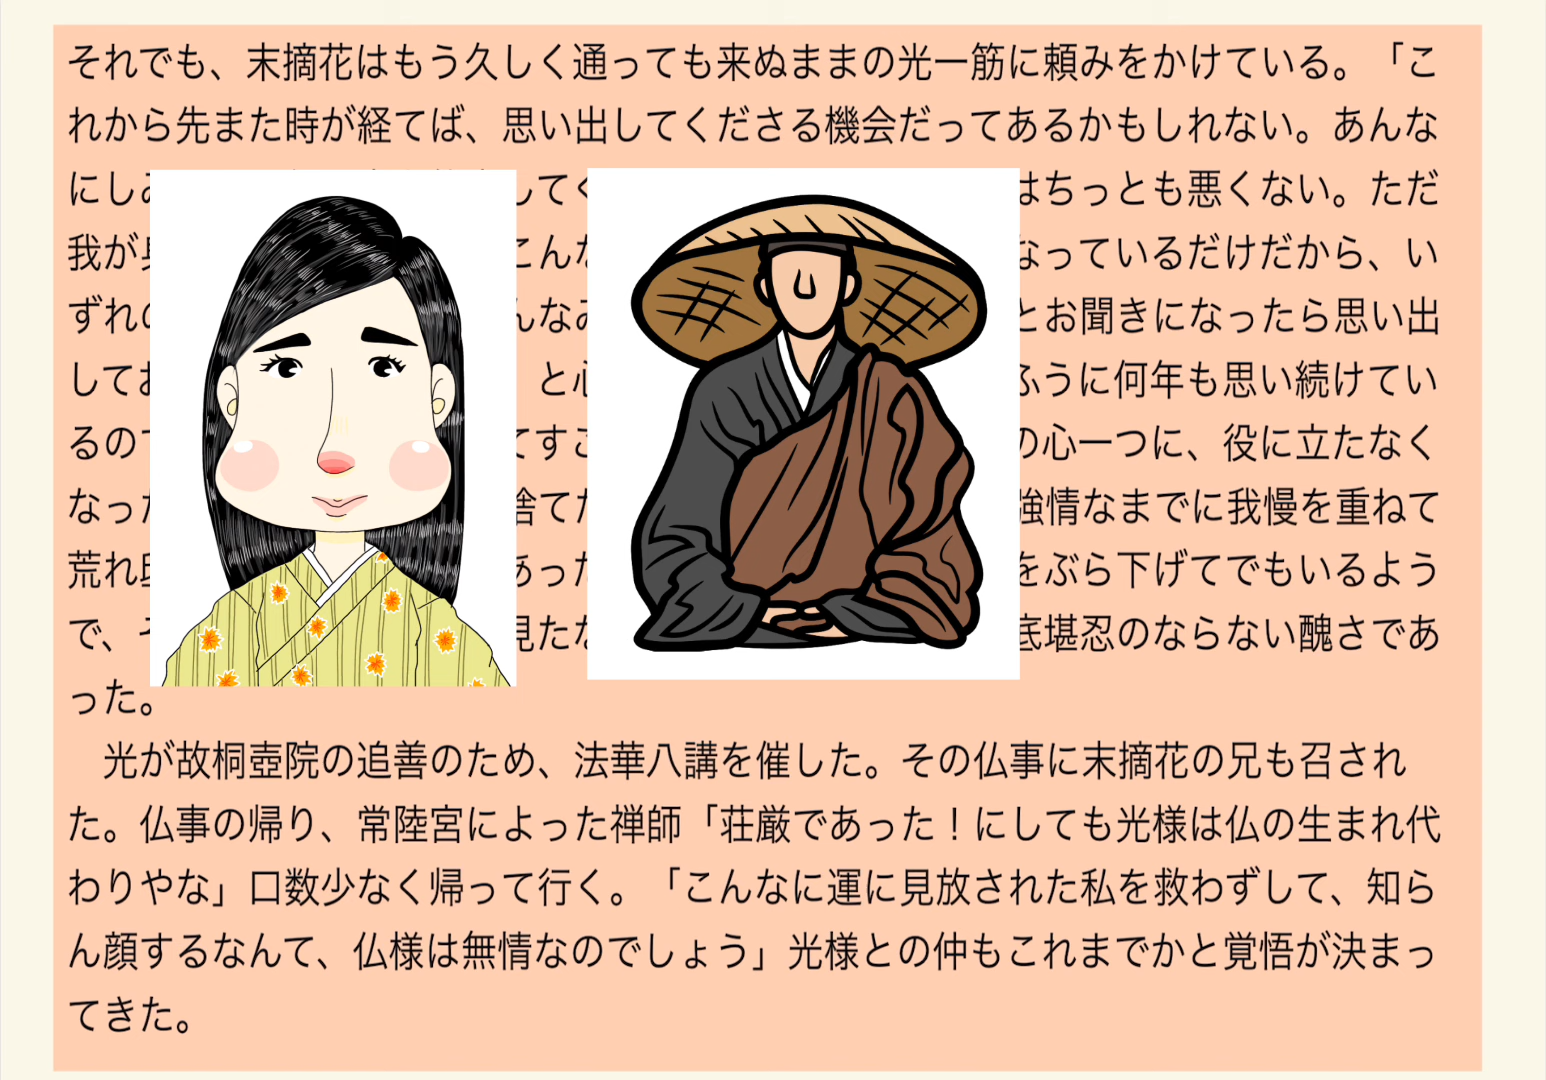 それでも、末摘花はもう久しく通っても来ぬままの光一筋に頼みをかけている。「こ
れから先また時が経てば、思い出してくださる機会だってあるかもしれない。あんな
にし してく はちっとも悪くない。ただ
我が こんな なっているだけだから、い
ずれの んなみ とお聞きになったら思い出
してお と心 ふうに何年も思い続けてい
るので てすご の心一つに、役に立たなく
なった 捨てた 強情なまでに我慢を重ねて
荒れ あった をぶら下げてでもいるよう
で、そ 見たな 底堪忍のならない醜さであ
った。
光が故桐壺院の追善のため、法華八講を催した。その仏事に末摘花の兄も召され
た。仏事の帰り、常陸宮によった禅師「荘厳であった！にしても光様は仏の生まれ代
わりやな」口数少なく帰って行く。「こんなに運に見放された私を救わずして、知ら
ん顔するなんて、仏様は無情なのでしょう」光様との仲もこれまでかと覚悟が決まっ
てきた。